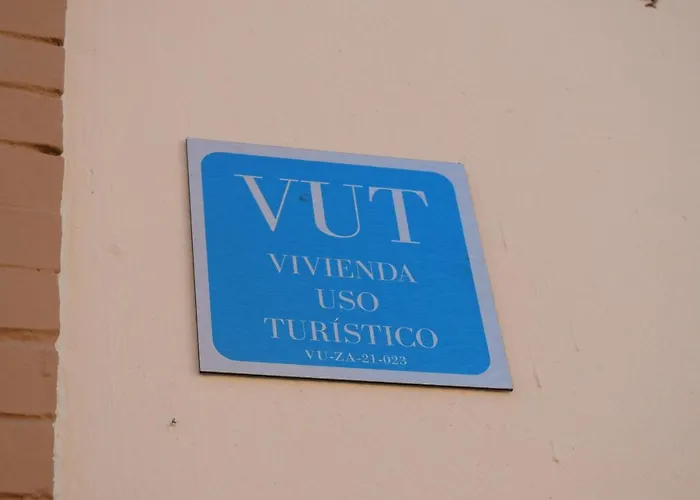 VUT
VIVIENDA
USO
TURÍSTICO
VU-ZA-21-023